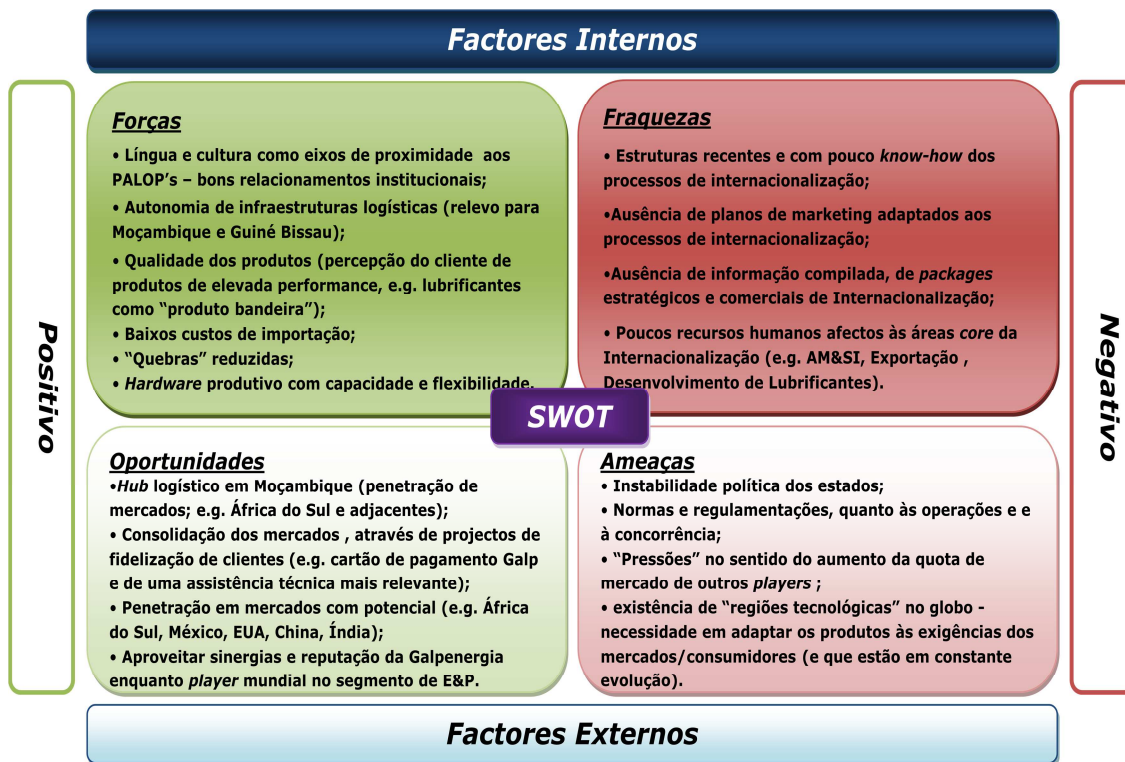 Factores Internos
Positivo
Forças
• Língua e cultura como eixos de proximidade aos
PALOP's – bons relacionamentos institucionais;
• Autonomia de infraestruturas logísticas (relevo para
Moçambique e Guiné Bissau);
• Qualidade dos produtos (percepção do cliente de
produtos de elevada performance, e.g. lubrificantes
como "produto bandeira");
• Baixos custos de importação;
• "Quebras" reduzidas;
• Hardware produtivo com capacidade e flexibilidade.
Fraquezas
• Estruturas recentes e com pouco know-how dos
processos de internacionalização;
•Ausência de planos de marketing adaptados aos
processos de internacionalização;
•Ausência de informação compilada, de packages
estratégicos e comerciais de Internacionalização;
• Poucos recursos humanos afectos às áreas core da
Internacionalização (e.g. AM&SI, Exportação ,
Desenvolvimento de Lubrificantes).
Negativo
SWOT
Oportunidades
•Hub logístico em Moçambique (penetração de
mercados; e.g. África do Sul e adjacentes);
• Consolidação dos mercados , através de projectos de
fidelização de clientes (e.g. cartão de pagamento Galp
e de uma assistência técnica mais relevante);
• Penetração em mercados com potencial (e.g. África
do Sul, México, EUA, China, Índia);
• Aproveitar sinergias e reputação da Galpenergia
enquanto player mundial no segmento de E&P.
Ameaças
• Instabilidade política dos estados;
• Normas e regulamentações, quanto às operações e e
à concorrência;
• "Pressões" no sentido do aumento da quota de
mercado de outros players ;
• existência de "regiões tecnológicas" no globo -
necessidade em adaptar os produtos às exigências dos
mercados/consumidores (e que estão em constante
evolução).
Factores Externos